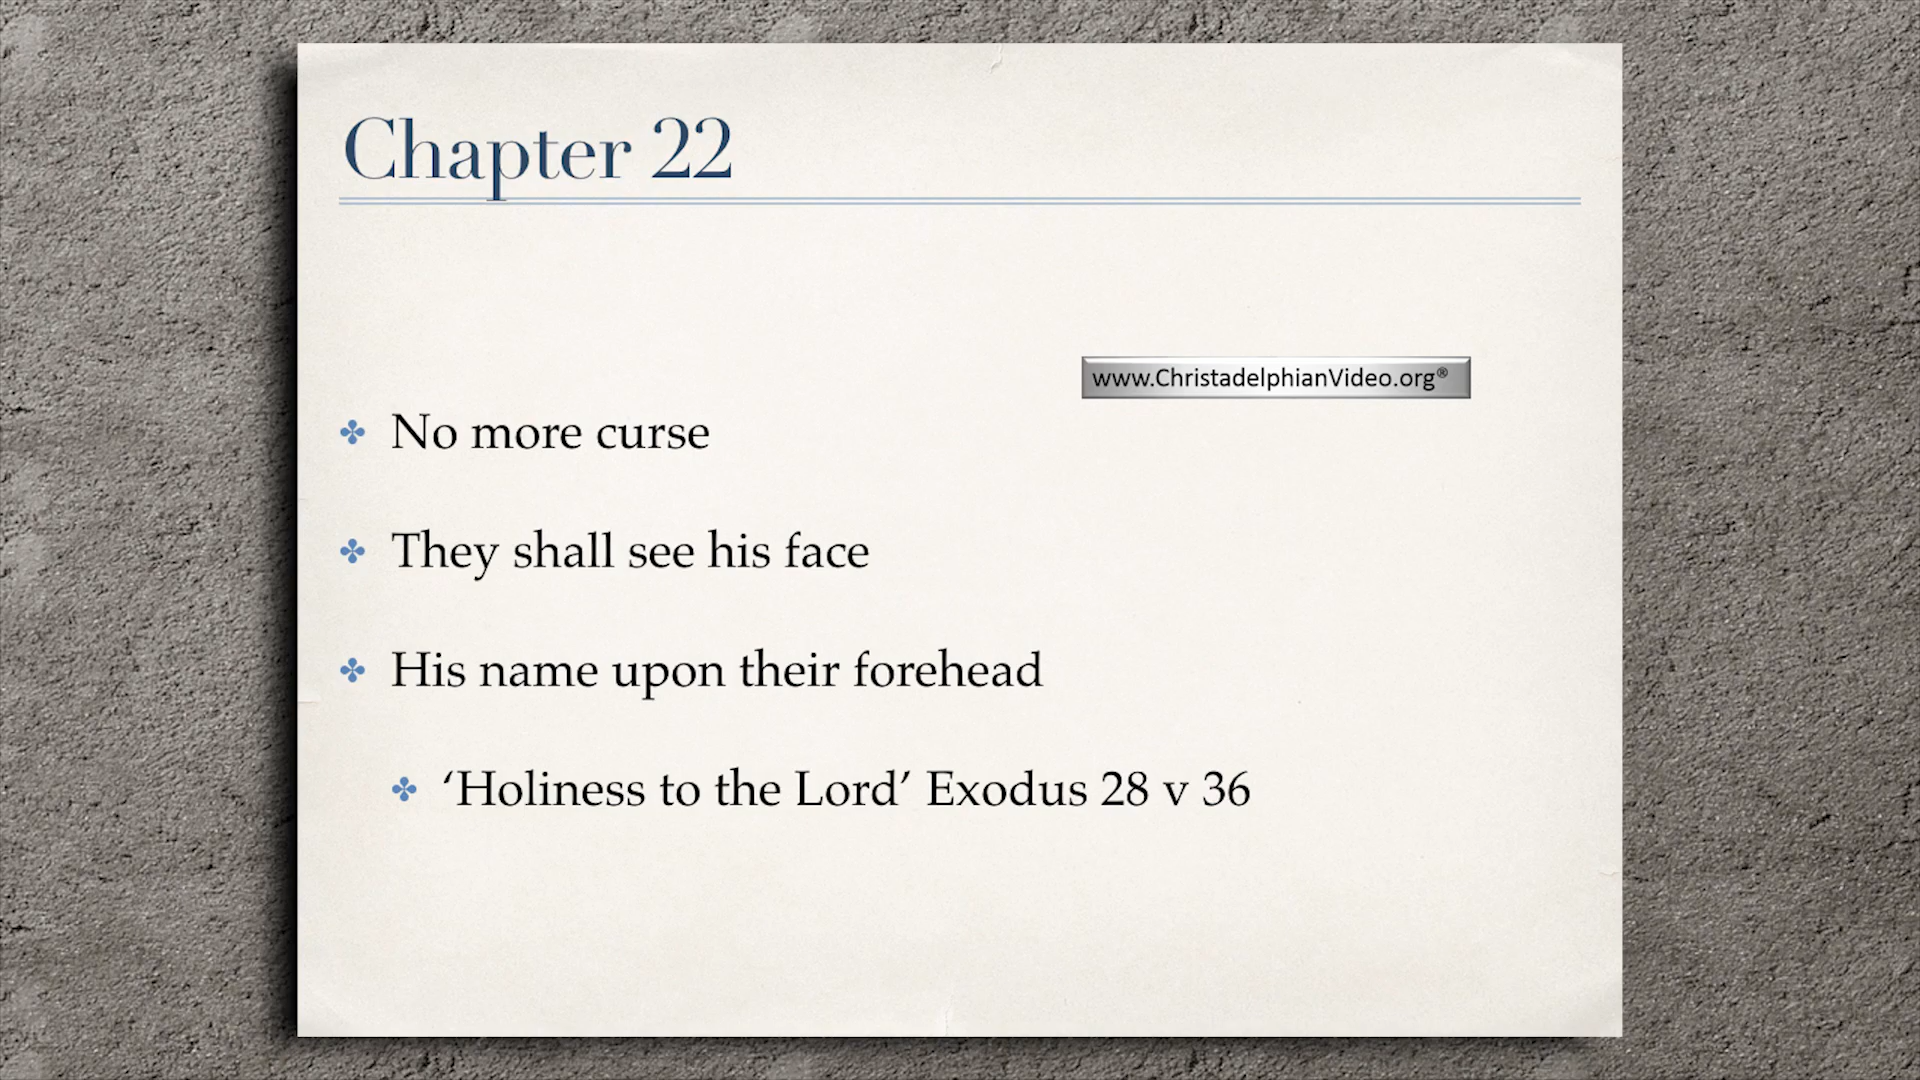 Chapter 22
www.ChristadelphianVideo.org®
No more curse
They shall see his face
His name upon their forehead
‘Holiness to the Lord’ Exodus 28 v 36